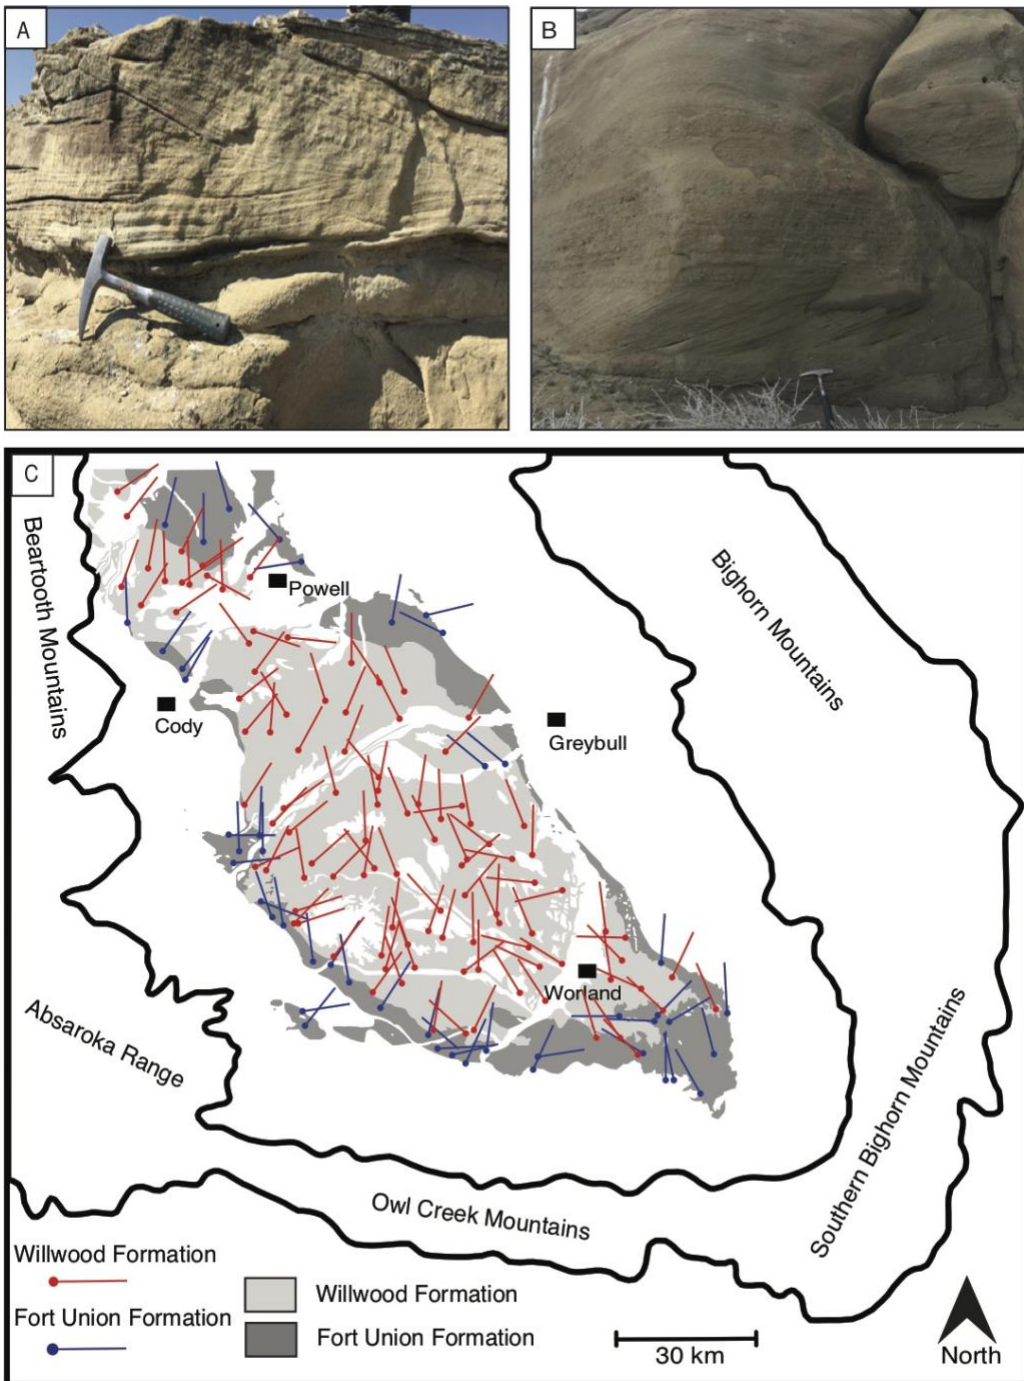 A
B
C
Beartooth Mountains
Powell
Bighorn Mountains
Cody
Greybull
Worland
Absaroka Range
Southern Bighorn Mountains
Owl Creek Mountains
Willwood Formation
Fort Union Formation
Willwood Formation
Fort Union Formation
30 km
North